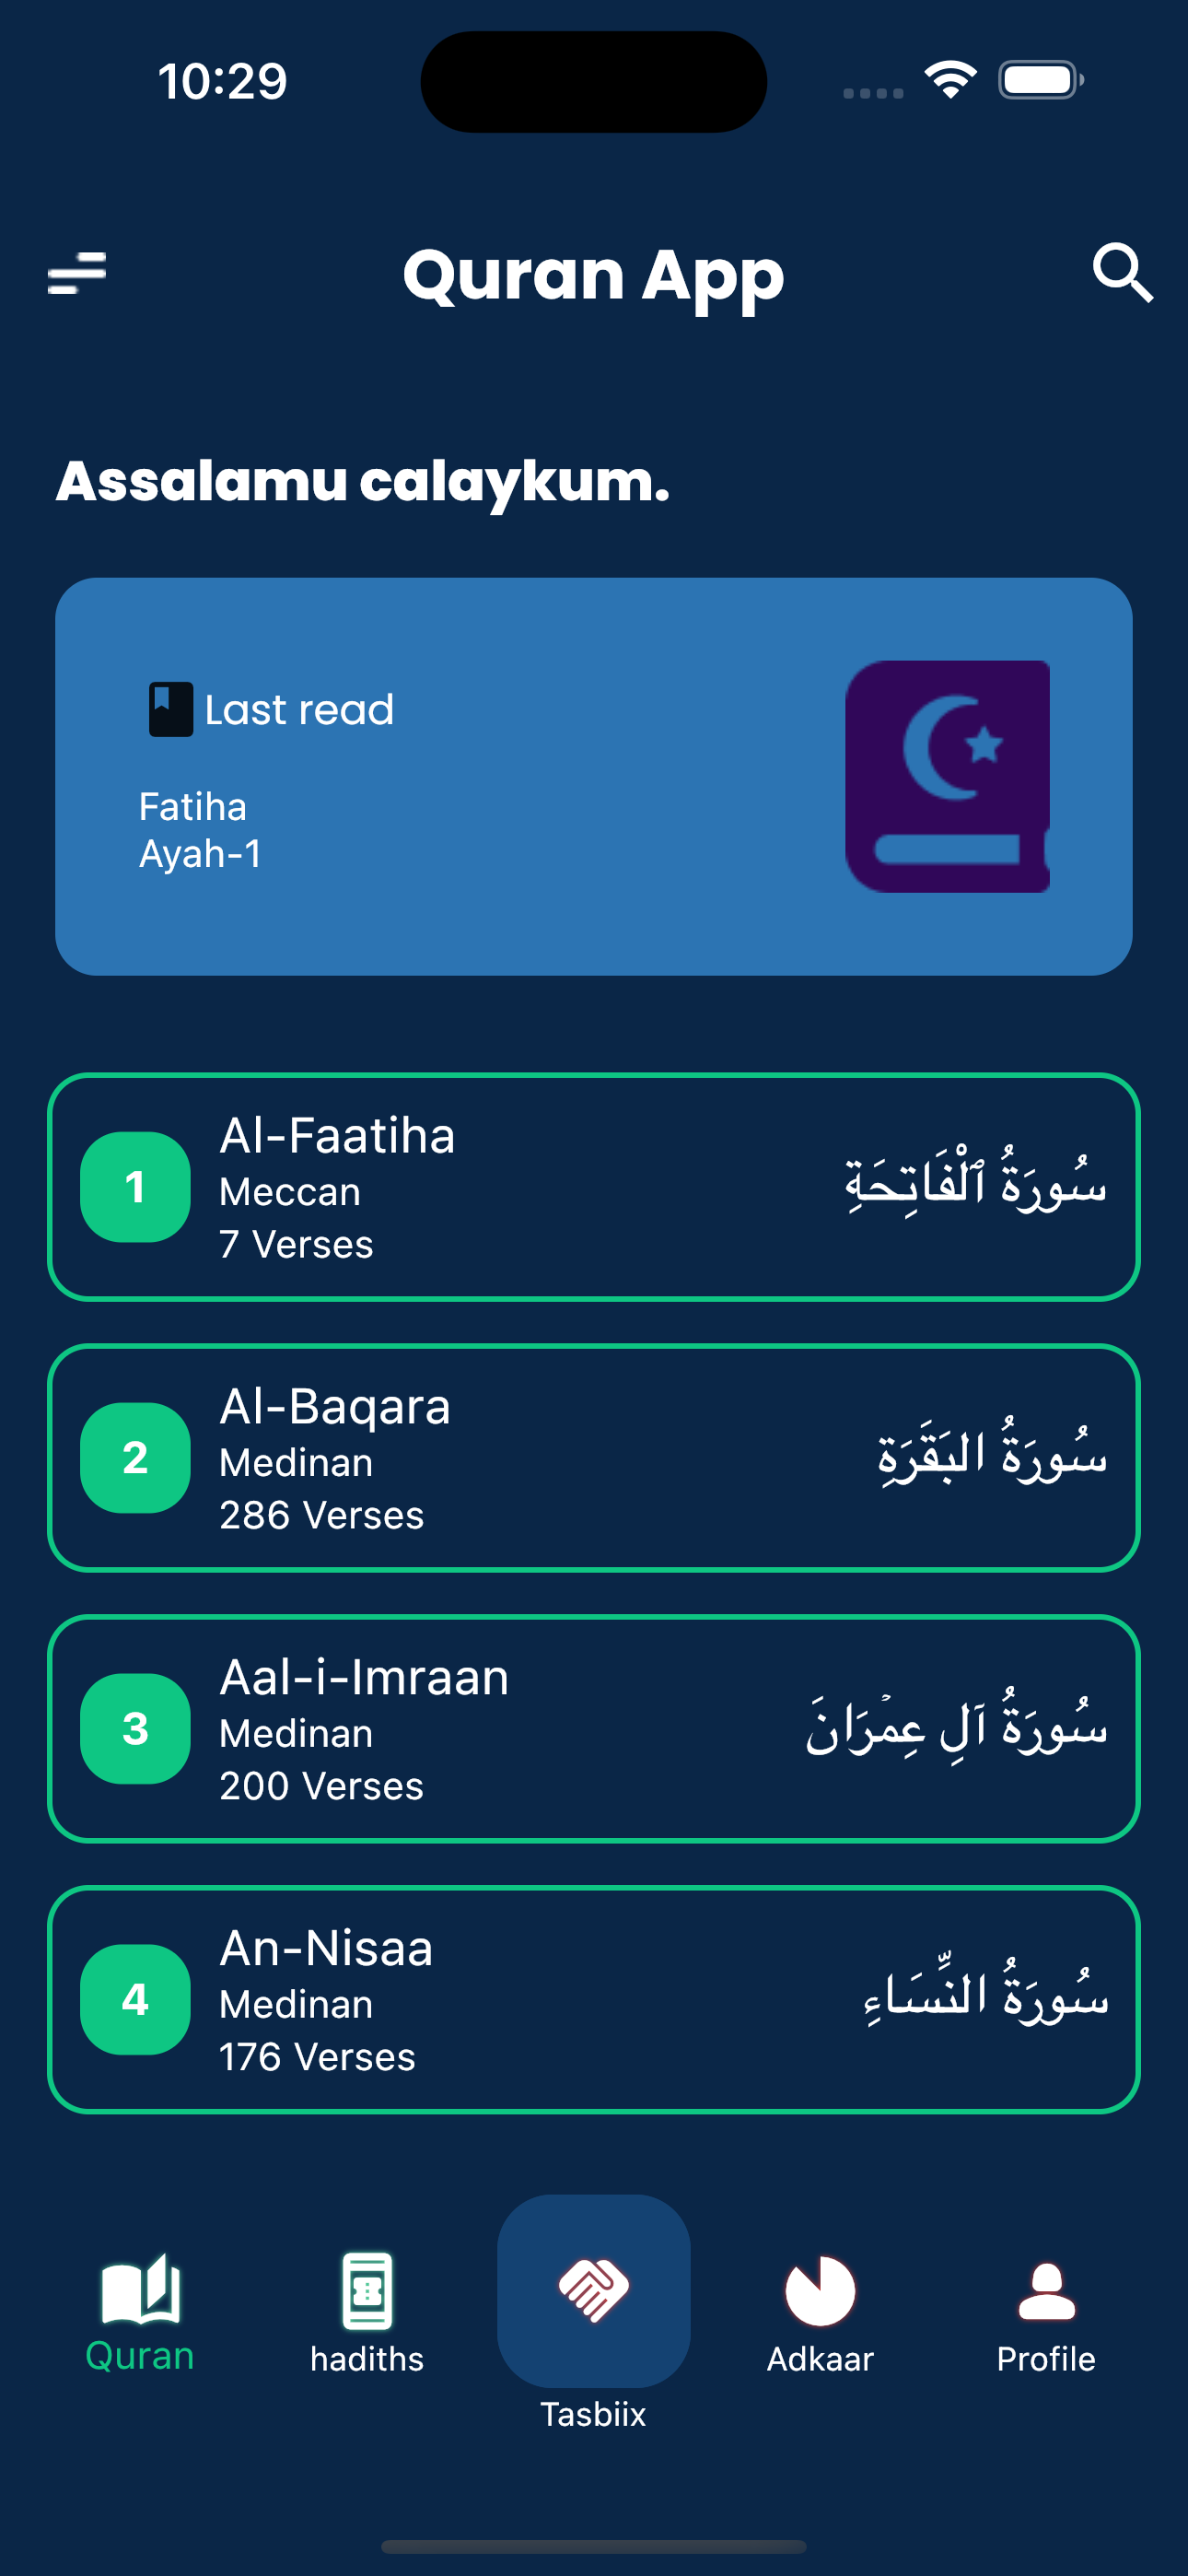 10:29
Quran App
Assalamu calaykum.
Last read
Fatiha
Ayah-1
1
Al-Faatiha
Meccan
7 Verses
سُورَةُ ٱلْفَاتِحَةِ
2
Al-Baqara
Medinan
286 Verses
سُورَةُ البَقَرَةِ
3
Aal-i-Imraan
Medinan
200 Verses
سُورَةُ آلِ عِمۡرَانَ
4
An-Nisaa
Medinan
176 Verses
سُورَةُ النِّسَاءِ
Quran
hadiths
Tasbiix
Adkaar
Profile